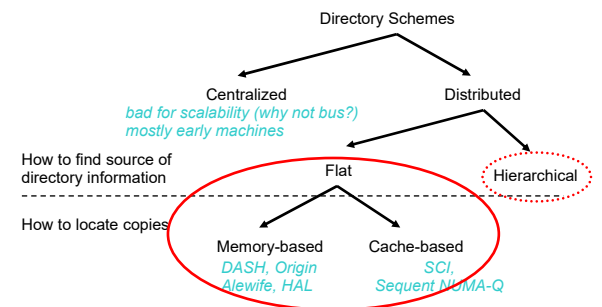 Directory Schemes
Centralized
bad for scalability (why not bus?)
mostly early machines
Distributed
How to find source of
directory information
Flat
Hierarchical
How to locate copies
Memory-based
DASH, Origin
Alewife, HAL
Cache-based
SCI,
Sequent NUMA-Q